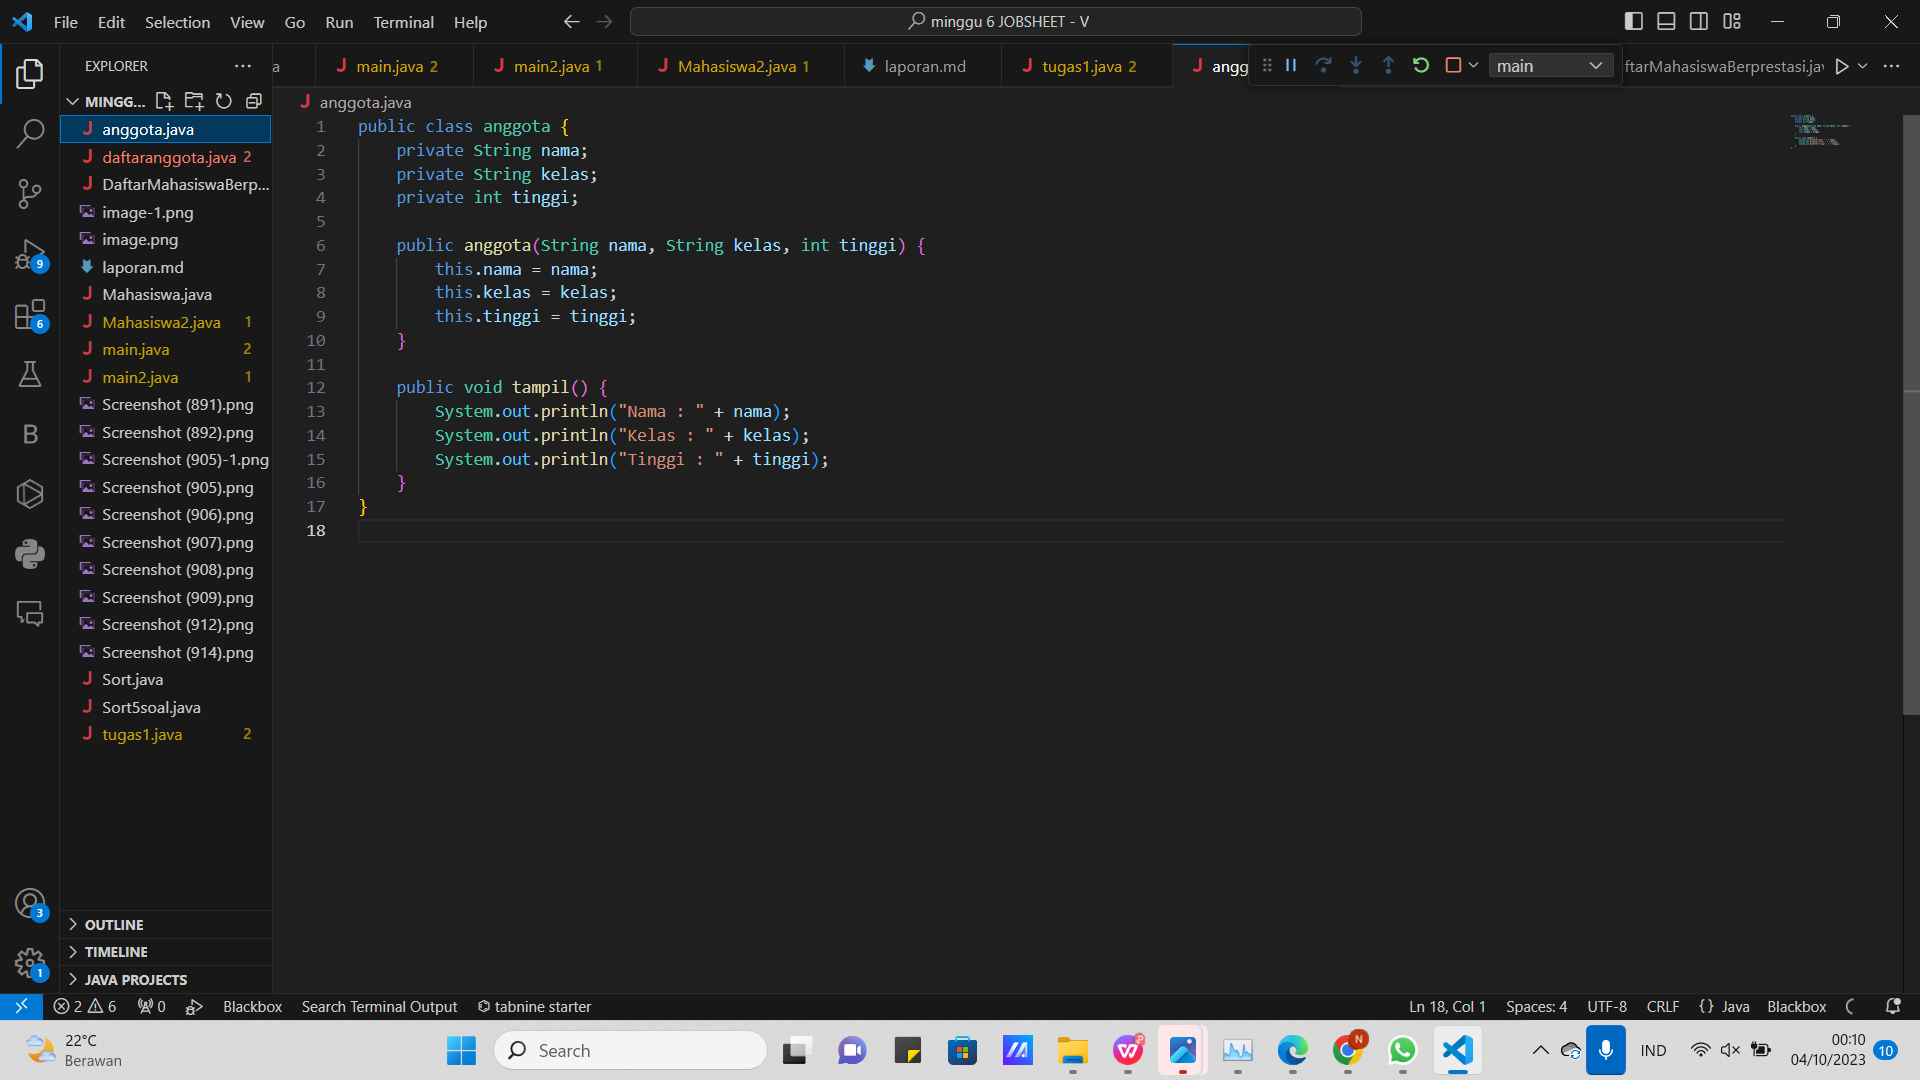 File Edit Selection View Go Run Terminal Help
minggu 6 JOBSHEET - V
EXPLORER
a
main.java 2
main2.java 1
Mahasiswa2.java 1
laporan.md
tugas1.java 2
angg
main
ftarMahasiswaBerprestasi.jav
MINGG...
anggota.java
daftaranggota.java 2
DaftarMahasiswaBerp...
image-1.png
image.png
laporan.md
Mahasiswa.java
Mahasiswa2.java 1
main.java 2
main2.java 1
Screenshot (891).png
Screenshot (892).png
Screenshot (905)-1.png
Screenshot (905).png
Screenshot (906).png
Screenshot (907).png
Screenshot (908).png
Screenshot (909).png
Screenshot (912).png
Screenshot (914).png
Sort.java
Sort5soal.java
tugas1.java 2
OUTLINE
TIMELINE
JAVA PROJECTS
9
6
B
3
1
anggota.java
1 public class anggota {
2 private String nama;
3 private String kelas;
4 private int tinggi;
5
6 public anggota(String nama, String kelas, int tinggi) {
7 this.nama = nama;
8 this.kelas = kelas;
9 this.tinggi = tinggi;
10 }
11
12 public void tampil() {
13 System.out.println("Nama : " + nama);
14 System.out.println("Kelas : " + kelas);
15 System.out.println("Tinggi : " + tinggi);
16 }
17 }
18
2 6 0 Blackbox Search Terminal Output tabnine starter
Ln 18, Col 1 Spaces: 4 UTF-8 CRLF {} Java Blackbox
22°C
Berawan
Search
N
IND
00:10
04/10/2023
10